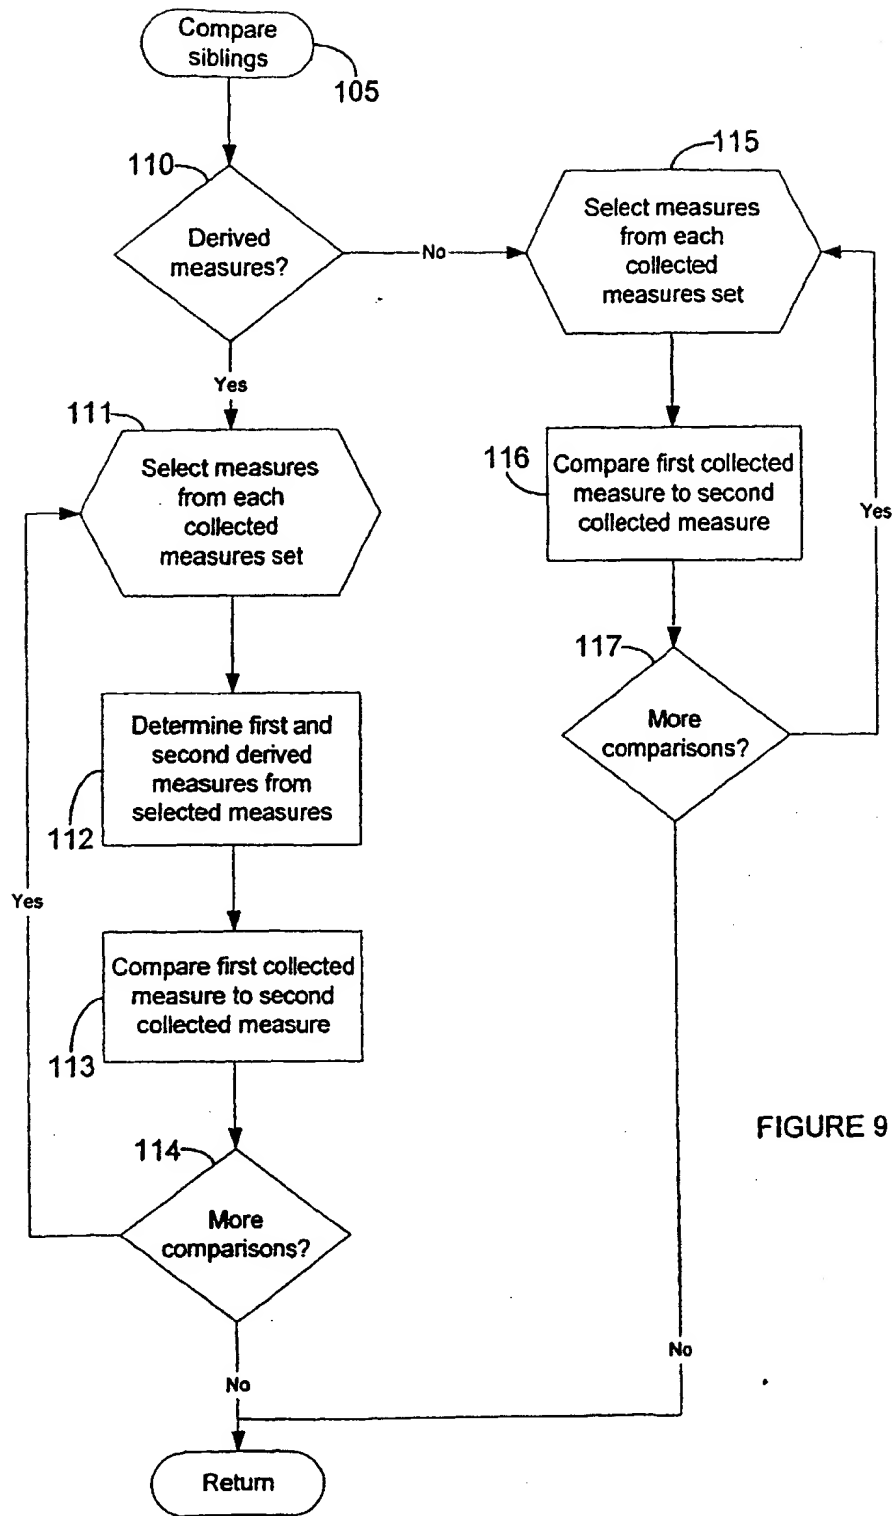 Compare
siblings
105
110
Derived
measures?
No
Yes
115
Select measures
from each
collected
measures set
111
Select measures
from each
collected
measures set
116
Compare first collected
measure to second
collected measure
Yes
117
More
comparisons?
Determine first and
second derived
measures from
selected measures
112
Yes
Compare first collected
measure to second
collected measure
113
FIGURE 9
114
More
comparisons?
No
No
Return